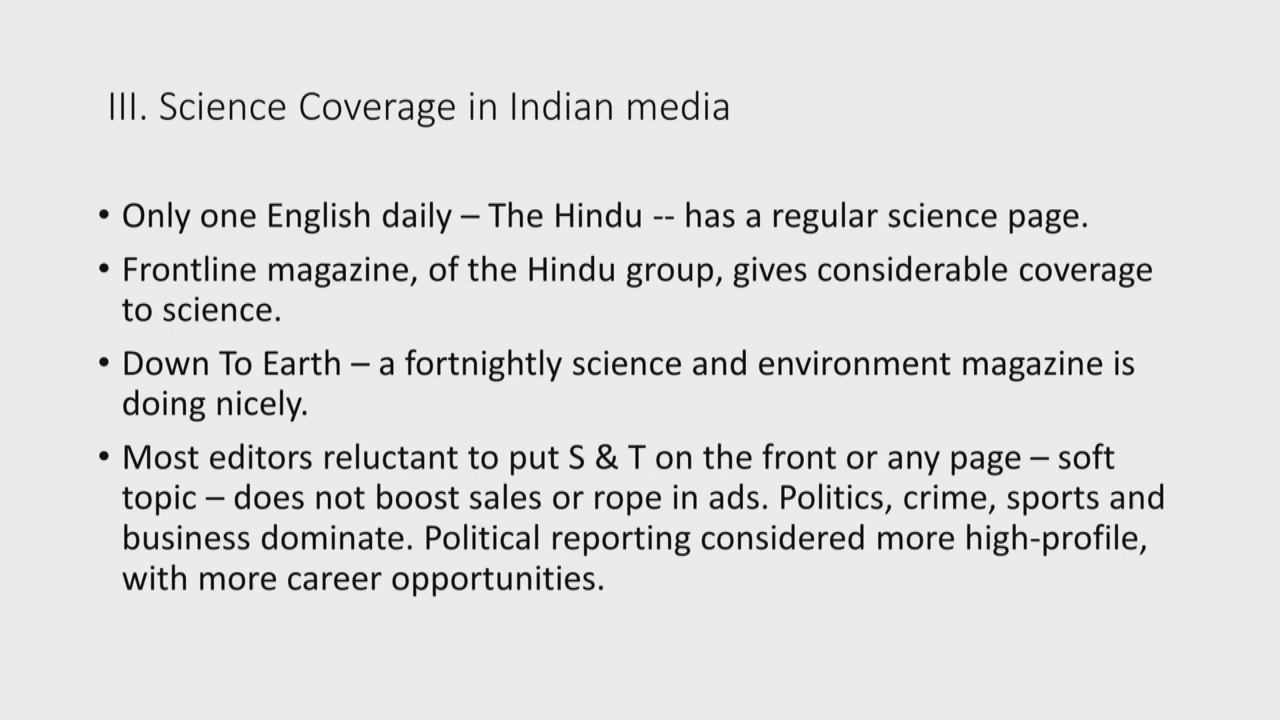 III. Science Coverage in Indian media
• Only one English daily – The Hindu -- has a regular science page.
• Frontline magazine, of the Hindu group, gives considerable coverage
to science.
• Down To Earth – a fortnightly science and environment magazine is
doing nicely.
• Most editors reluctant to put S & T on the front or any page – soft
topic – does not boost sales or rope in ads. Politics, crime, sports and
business dominate. Political reporting considered more high-profile,
with more career opportunities.